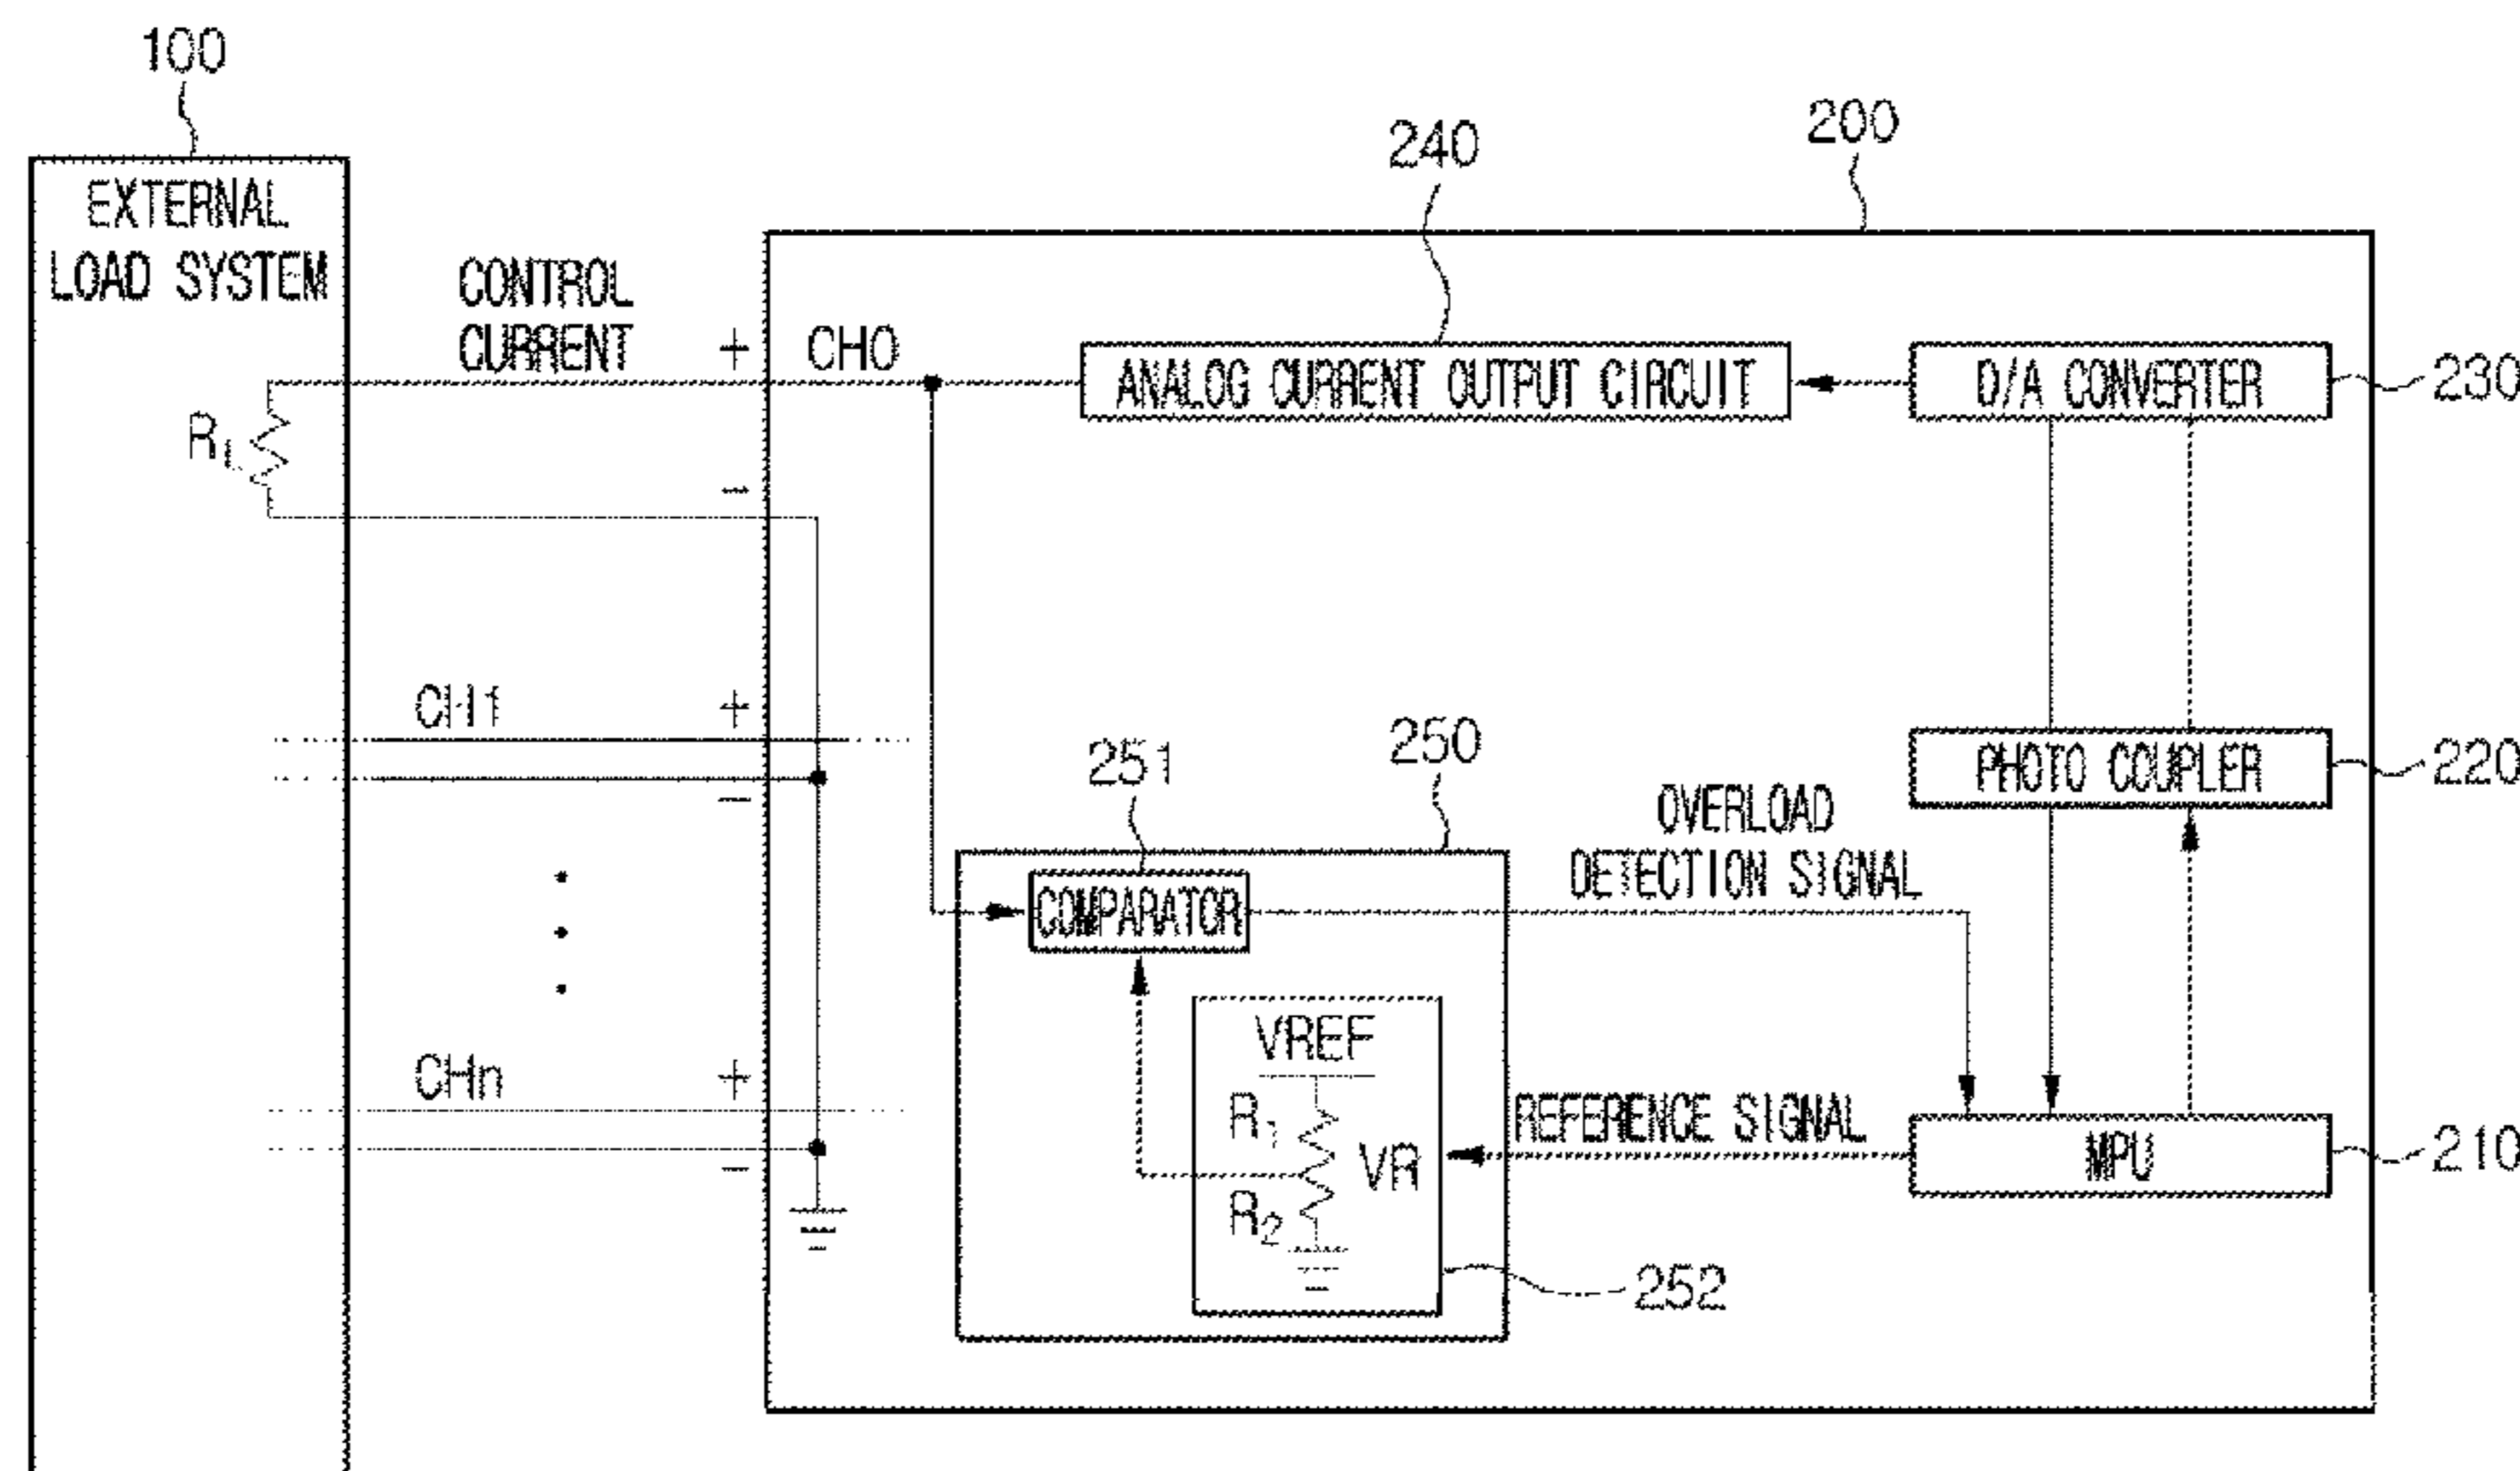 100
EXTERNAL
LOAD SYSTEM
CONTROL
CURRENT
+
CH0
240
200
ANALOG CURRENT OUTPUT CIRCUIT
D/A CONVERTER
230
RL
-
CH1
+
-
251
250
OVERLOAD
DETECTION SIGNAL
PHOTO COUPLER
220
COMPARATOR
VREF
CHn
+
-
R1
R2
VR
REFERENCE SIGNAL
MPU
210
252